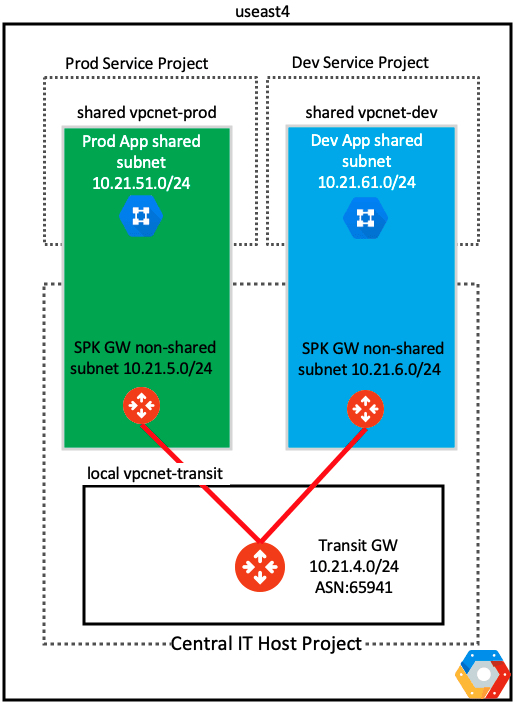 useast4
Prod Service Project
Dev Service Project
shared vpcnet-prod
shared vpcnet-dev
Prod App shared
subnet
10.21.51.0/24
Dev App shared
subnet
10.21.61.0/24
SPK GW non-shared
subnet 10.21.5.0/24
SPK GW non-shared
subnet 10.21.6.0/24
local vpcnet-transit
Transit GW
10.21.4.0/24
ASN:65941
Central IT Host Project